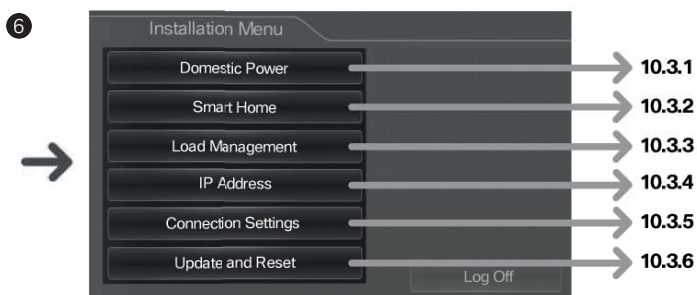 6
Installation Menu
Domestic Power 10.3.1
Smart Home 10.3.2
Load Management 10.3.3
IP Address 10.3.4
Connection Settings 10.3.5
Update and Reset 10.3.6
Log Off